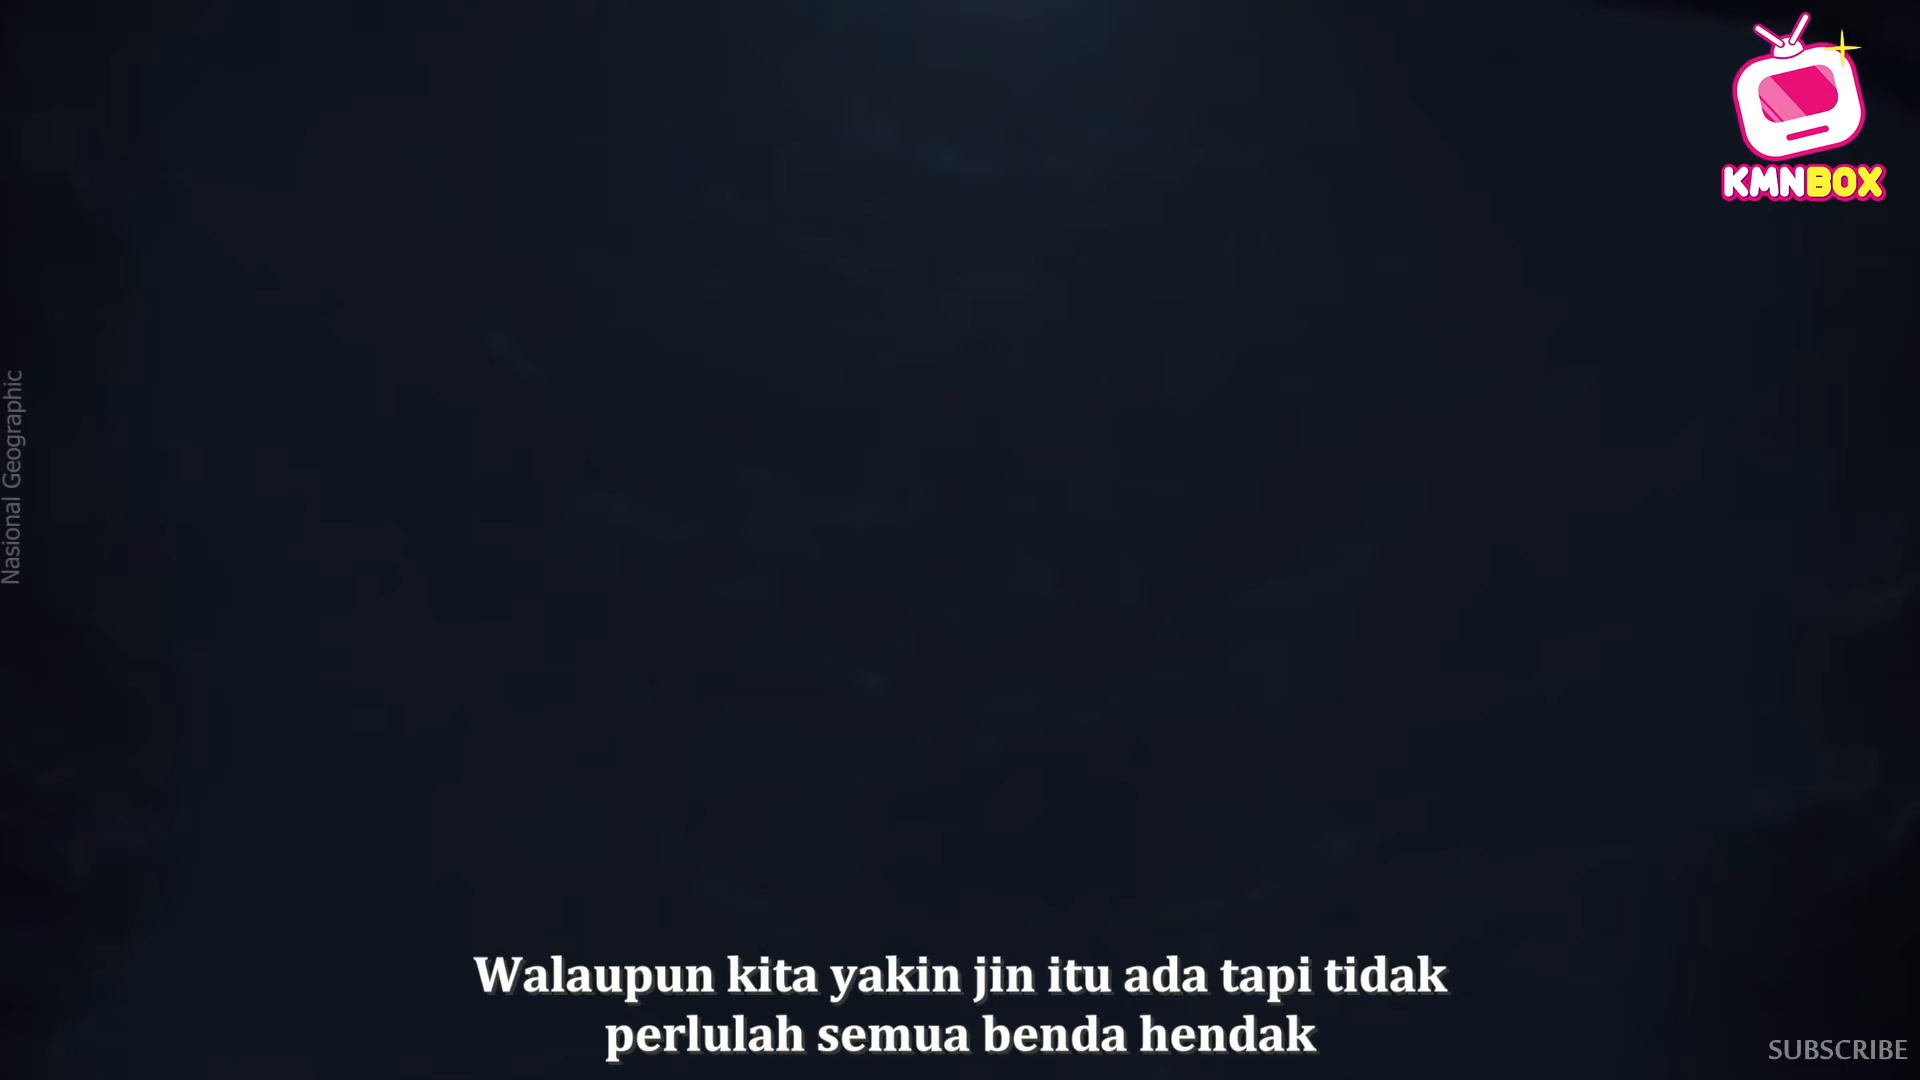 KMNBOX
Nasional Geographic
Walaupun kita yakin jin itu ada tapi tidak
perlulah semua benda hendak
SUBSCRIBE